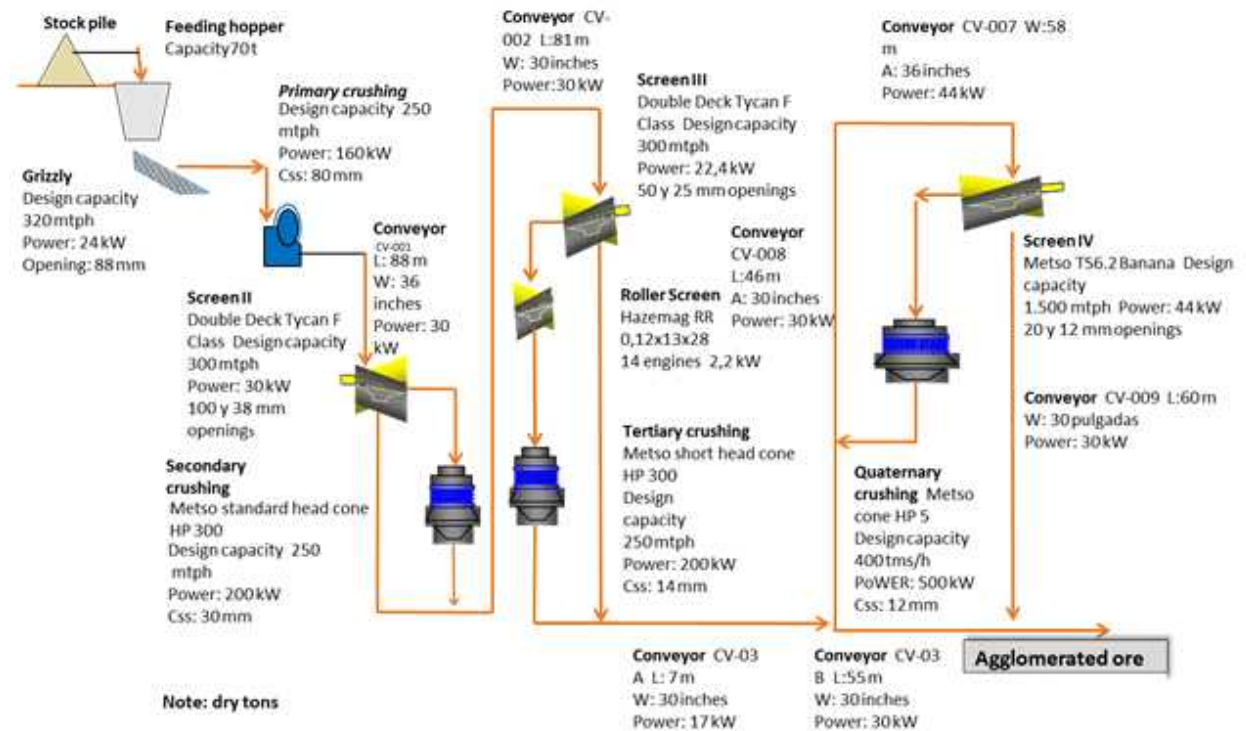 Stock pile
Feeding hopper
Capacity70t
Primary crushing
Design capacity 250
mtph
Power: 160kW
Css: 80mm
Grizzly
Design capacity
320mtph
Power: 24kW
Opening: 88mm
Conveyor
CV-001
L: 88m
W: 36
inches
Power: 30
kW
Screen II
Double Deck Tycan F
Class Design capacity
300mtph
Power: 30kW
100 y 38 mm
openings
Secondary
crushing
Metso standard head cone
HP 300
Design capacity 250
mtph
Power: 200kW
Css: 30mm
Conveyor CV-
002 L:81m
W: 30inches
Power:30kW
Screen III
Double Deck Tycan F
Class Design capacity
300mtph
Power: 22,4kW
50 y 25 mm openings
Roller Screen
Hazemag RR
0,12x13x28
14 engines 2,2 kW
Conveyor
CV-008
L:46m
A: 30inches
Power: 30kW
Tertiary crushing
Metso short head cone
HP 300
Design
capacity
250mtph
Power: 200kW
Css: 14mm
Conveyor CV-007 W:58
m
A: 36inches
Power: 44kW
Screen IV
Metso TS6.2 Banana Design
capacity
1.500 mtph Power: 44kW
20 y 12 mm openings
Conveyor CV-009 L:60m
W: 30pulgadas
Power: 30kW
Quaternary
crushing Metso
cone HP 5
Design capacity
400tms/h
PoWER: 500kW
Css: 12mm
Agglomerated ore
Conveyor CV-03
A L: 7m
W: 30inches
Power: 17kW
Conveyor CV-03
B L:55m
W: 30inches
Power: 30kW
Note: dry tons